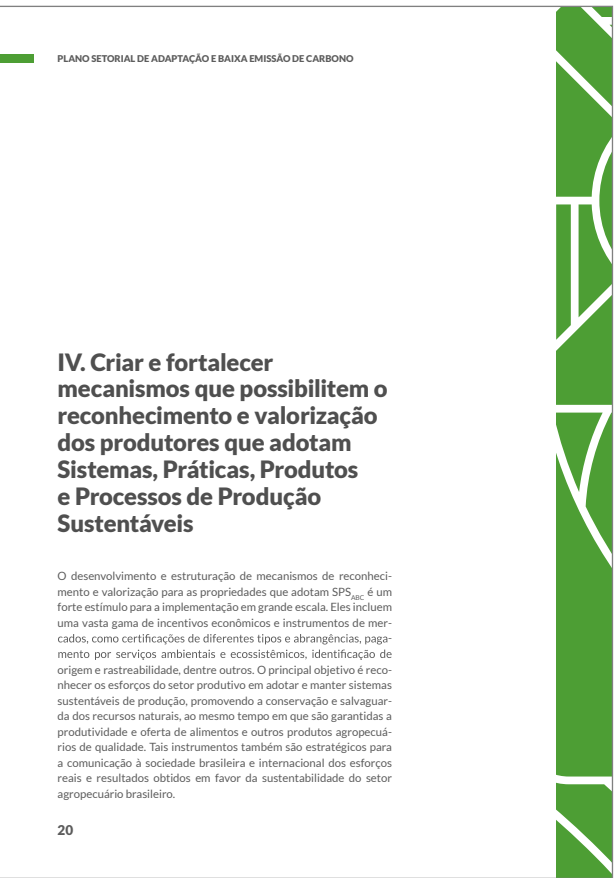 PLANO SETORIAL DE ADAPTAÇÃO E BAIXA EMISSÃO DE CARBONO
IV. Criar e fortalecer
mecanismos que possibilitem o
reconhecimento e valorização
dos produtores que adotam
Sistemas, Práticas, Produtos
e Processos de Produção
Sustentáveis
O desenvolvimento e estruturação de mecanismos de reconheci-
mento e valorização para as propriedades que adotam SPSABC é um
forte estímulo para a implementação em grande escala. Eles incluem
uma vasta gama de incentivos econômicos e instrumentos de mer-
cados, como certificações de diferentes tipos e abrangências, paga-
mento por serviços ambientais e ecossistêmicos, identificação de
origem e rastreabilidade, dentre outros. O principal objetivo é reco-
nhecer os esforços do setor produtivo em adotar e manter sistemas
sustentáveis de produção, promovendo a conservação e salvaguar-
da dos recursos naturais, ao mesmo tempo em que são garantidas a
produtividade e oferta de alimentos e outros produtos agropecuá-
rios de qualidade. Tais instrumentos também são estratégicos para
a comunicação à sociedade brasileira e internacional dos esforços
reais e resultados obtidos em favor da sustentabilidade do setor
agropecuário brasileiro.
20